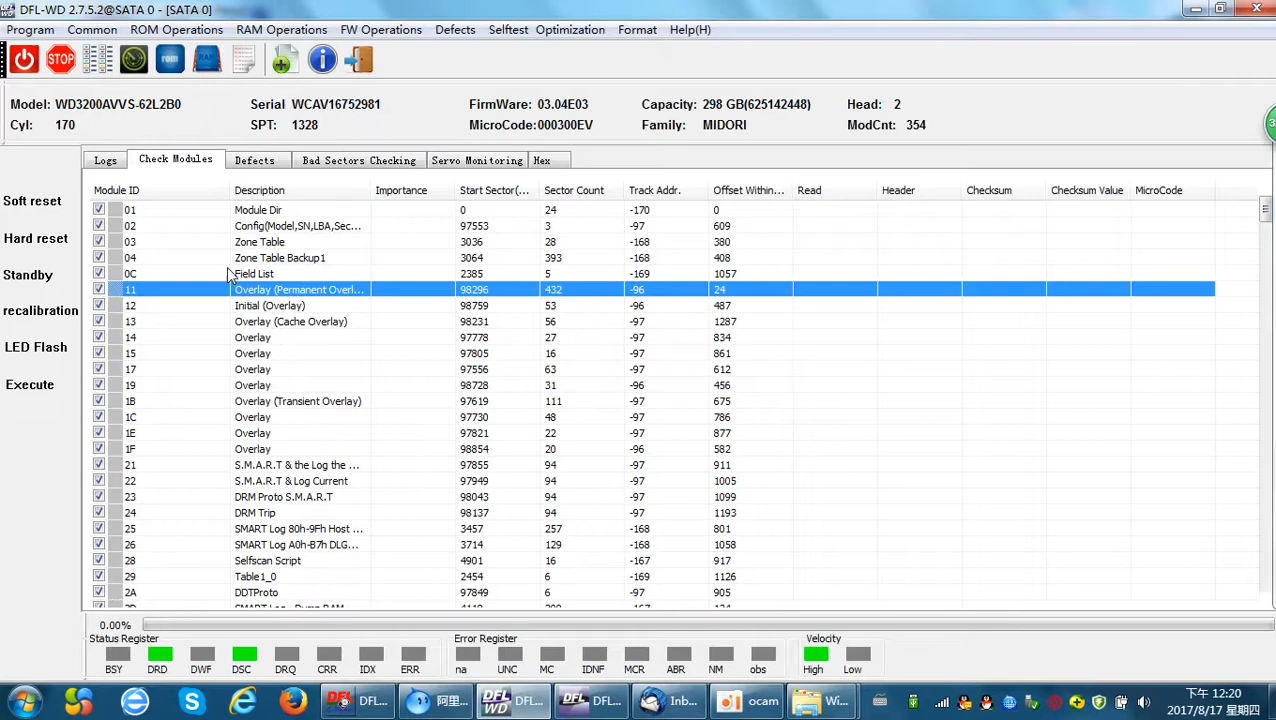 DFL-WD 2.7.5.2@SATA 0 - [SATA 0]
Program Common ROM Operations RAM Operations FW Operations Defects Selftest Optimization Format Help(H)
STOP rom RAM
Model: WD3200AVVS-62L2B0 Serial WCAV16752981 FirmWare: 03.04E03 Capacity: 298 GB(625142448) Head: 2
Cyl: 170 SPT: 1328 MicroCode:000300EV Family: MIDORI ModCnt: 354
Logs Check Modules Defects Bad Sectors Checking Servo Monitoring Hex
Soft reset
Hard reset
Standby
recalibration
LED Flash
Execute
Module ID Description Importance Start Sector(... Sector Count Track Addr. Offset Within... Read Header Checksum Checksum Value MicroCode
01 Module Dir 0 24 -170 0
02 Config(Model,SN,LBA,Sec... 97553 3 -97 609
03 Zone Table 3036 28 -168 380
04 Zone Table Backup1 3064 393 -168 408
0C Field List 2385 5 -169 1057
11 Overlay (Permanent Overl... 98296 432 -96 24
12 Initial (Overlay) 98759 53 -96 487
13 Overlay (Cache Overlay) 98231 56 -97 1287
14 Overlay 97778 27 -97 834
15 Overlay 97805 16 -97 861
17 Overlay 97556 63 -97 612
19 Overlay 98728 31 -96 456
1B Overlay (Transient Overlay) 97619 111 -97 675
1C Overlay 97730 48 -97 786
1E Overlay 97821 22 -97 877
1F Overlay 98854 20 -96 582
21 S.M.A.R.T & the Log the ... 97855 94 -97 911
22 S.M.A.R.T & Log Current 97949 94 -97 1005
23 DRM Proto S.M.A.R.T 98043 94 -97 1099
24 DRM Trip 98137 94 -97 1193
25 SMART Log 80h-9Fh Host ... 3457 257 -168 801
26 SMART Log A0h-B7h DLG... 3714 129 -168 1058
28 Selfscan Script 4901 16 -167 917
29 Table1_0 2454 6 -169 1126
2A DDTProto 97849 6 -97 905
0.00%
Status Register Error Register Velocity
BSY DRD DWF DSC DRQ CRR IDX ERR na UNC MC IDNF MCR ABR NM obs High Low
DFL... 阿里... DFL... DFL... Inb... ocam Wi...
下午 12:20
2017/8/17 星期四